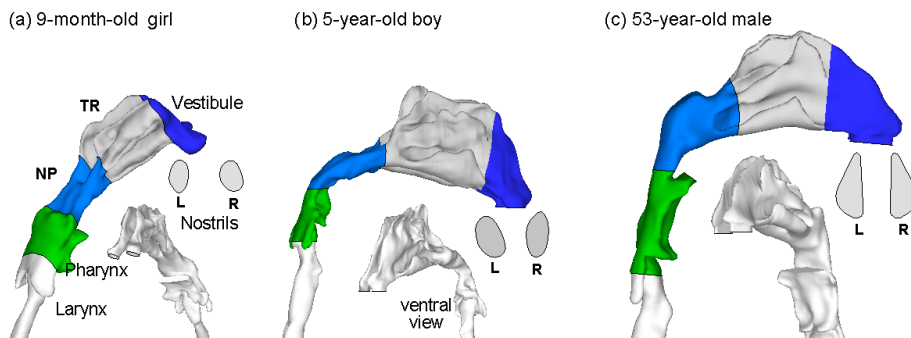 (a) 9-month-old girl
(b) 5-year-old boy
(c) 53-year-old male
TR
Vestibule
NP
L
R
Nostrils
Pharynx
Larynx
L
R
ventral
view
L
R